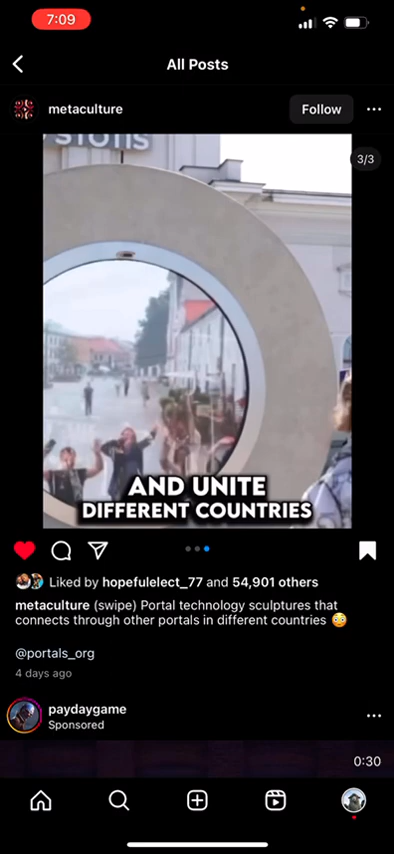 7:09
All Posts
metaculture
Follow
3/3
AND UNITE
DIFFERENT COUNTRIES
Liked by hopefulelect_77 and 54,901 others
metaculture (swipe) Portal technology sculptures that
connects through other portals in different countries 😳
@portals_org
4 days ago
paydaygame
Sponsored
0:30